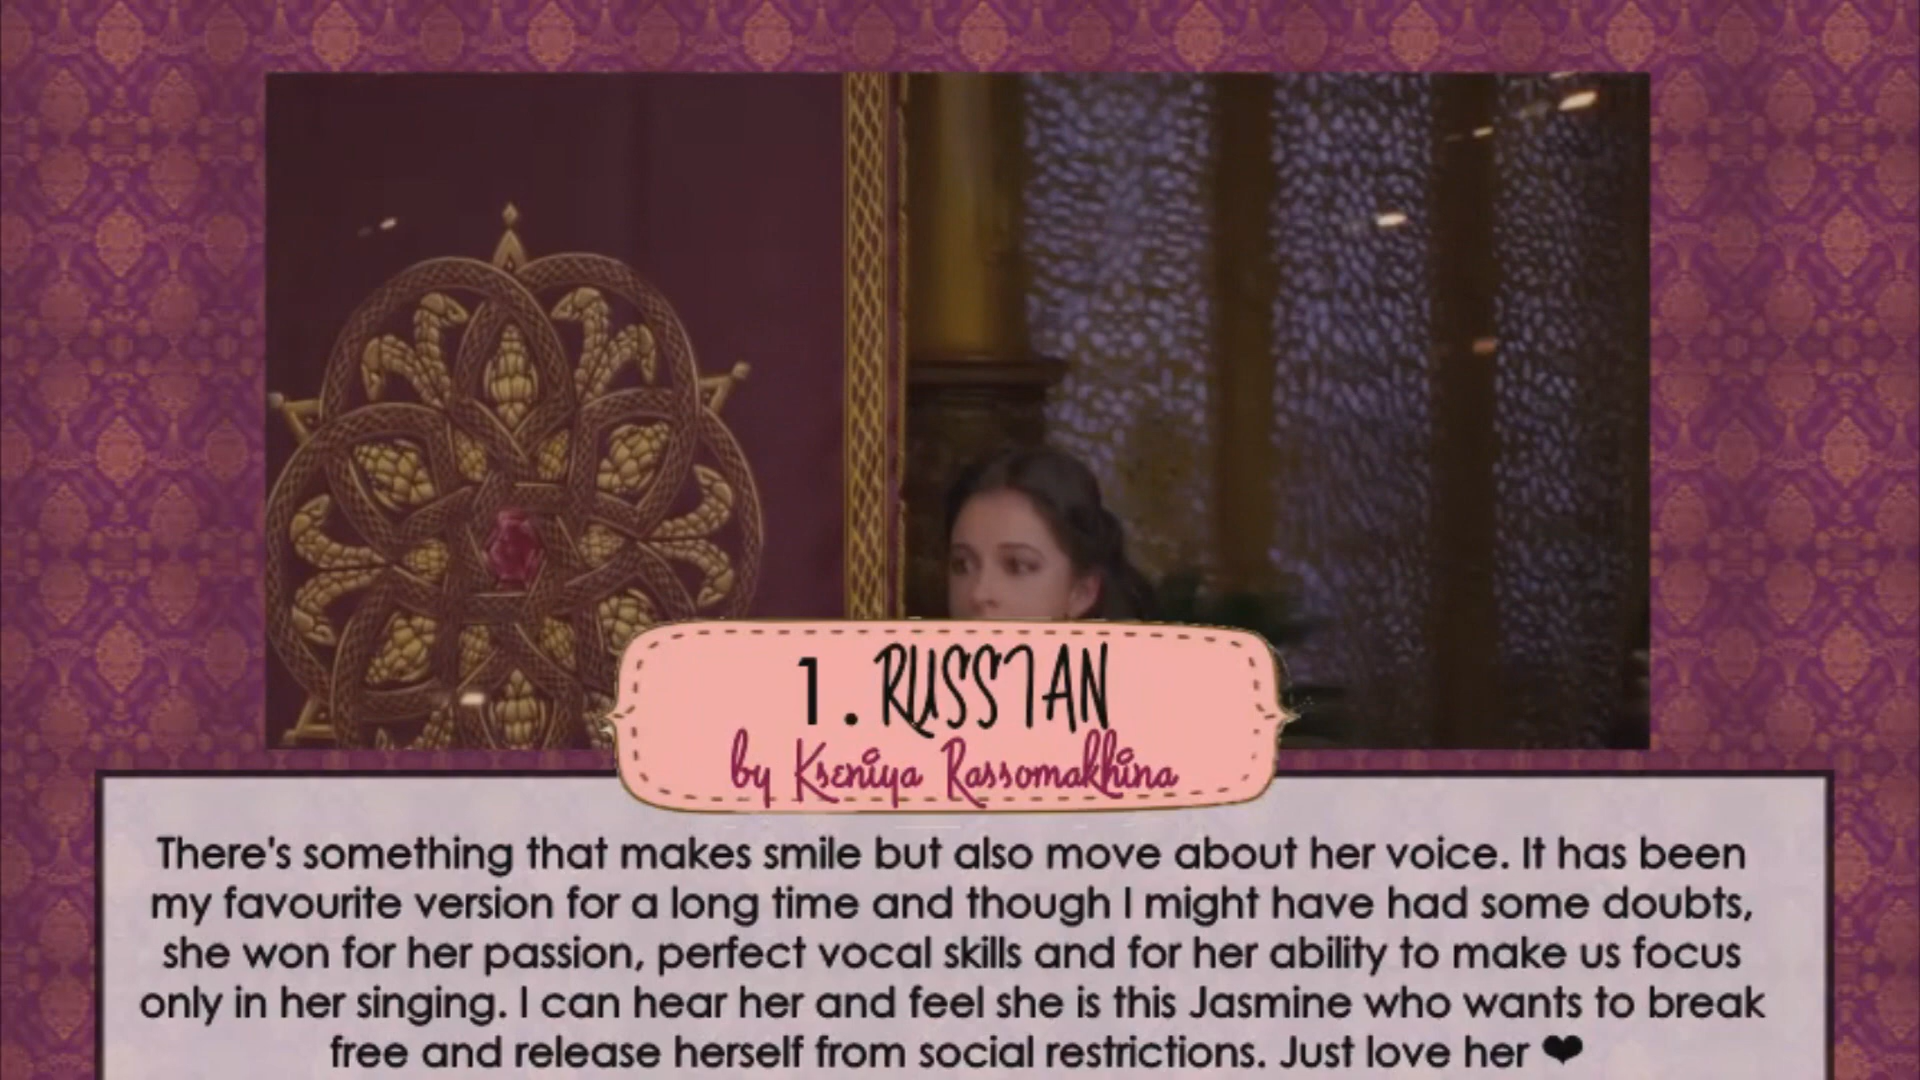 1. RUSSIAN
by Kseniya Rassomakhina
There's something that makes smile but also move about her voice. It has been
my favourite version for a long time and though I might have had some doubts,
she won for her passion, perfect vocal skills and for her ability to make us focus
only in her singing. I can hear her and feel she is this Jasmine who wants to break
free and release herself from social restrictions. Just love her ❤